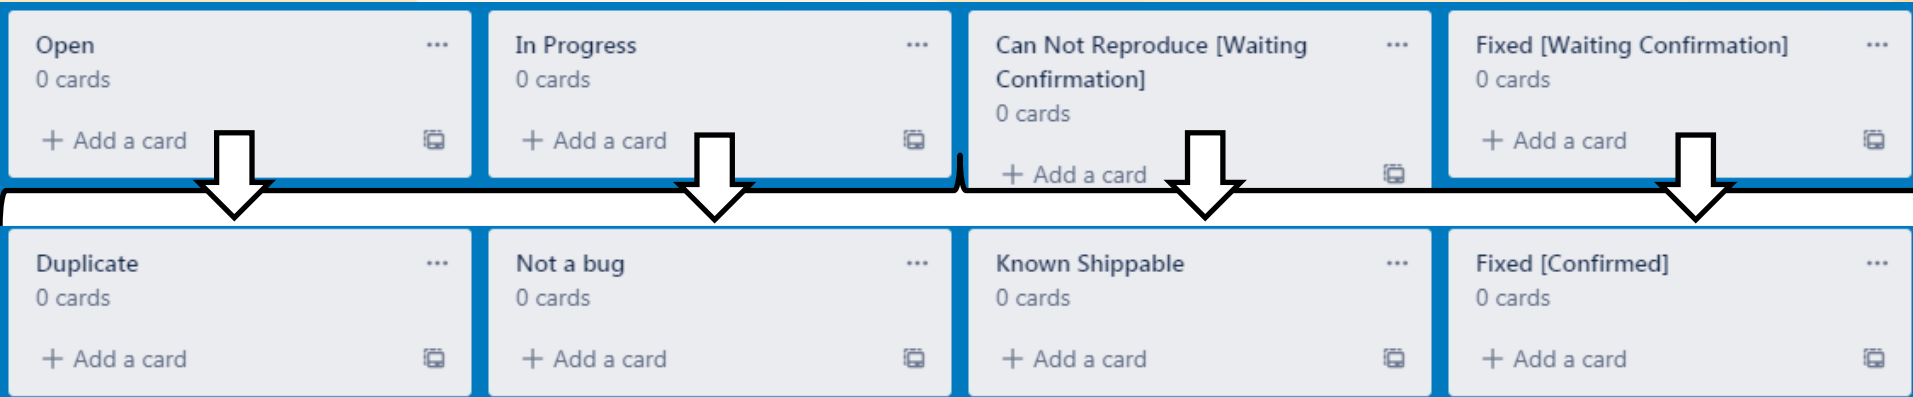 Open
0 cards
+ Add a card
In Progress
0 cards
+ Add a card
Can Not Reproduce [Waiting
Confirmation]
0 cards
+ Add a card
Fixed [Waiting Confirmation]
0 cards
+ Add a card
Duplicate
0 cards
+ Add a card
Not a bug
0 cards
+ Add a card
Known Shippable
0 cards
+ Add a card
Fixed [Confirmed]
0 cards
+ Add a card